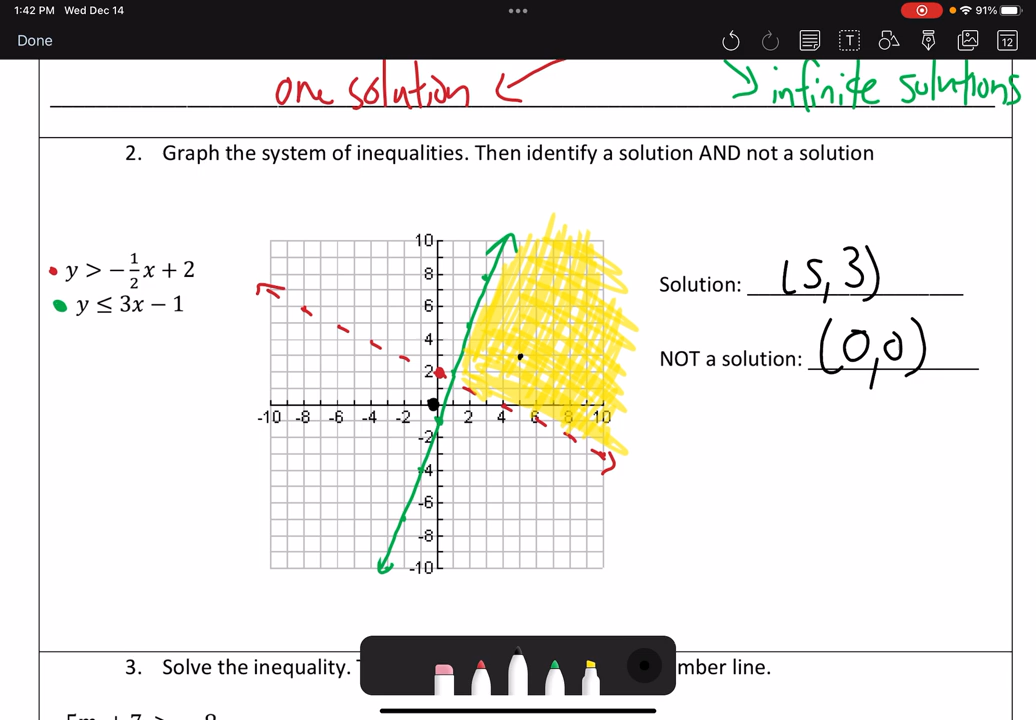 1:42 PM Wed Dec 14
91%
Done
T
12
one solution
infinite solutions
2. Graph the system of inequalities. Then identify a solution AND not a solution
y > -1/2x + 2
y ≤ 3x − 1
10
8
6
4
2
-10 -8 -6 -4 -2 2 4 6 8 10
-2
-4
-6
-8
-10
Solution: (5, 3)
NOT a solution: (0,0)
3. Solve the inequality.
mber line.